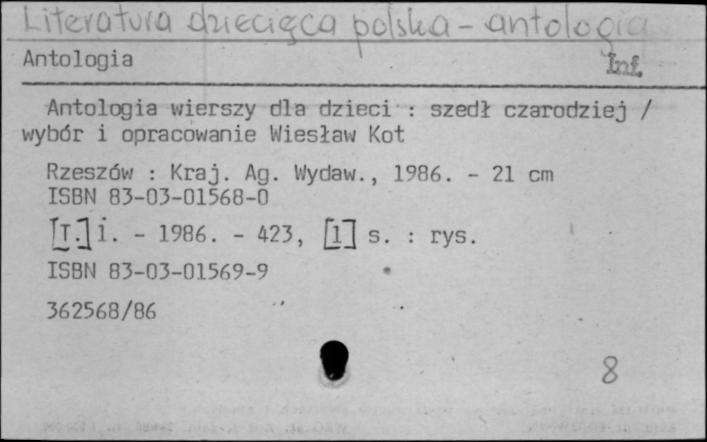 Literatura dziecięca polska - antologia
Antologia
Inf.
Antologia wierszy dla dzieci : szedł czarodziej /
wybór i opracowanie Wiesław Kot
Rzeszów : Kraj. Ag. Wydaw., 1986. - 21 cm
ISBN 83-03-01568-0
[T.] i. - 1986. - 423, [1] s. : rys.
ISBN 83-03-01569-9
362568/86
8